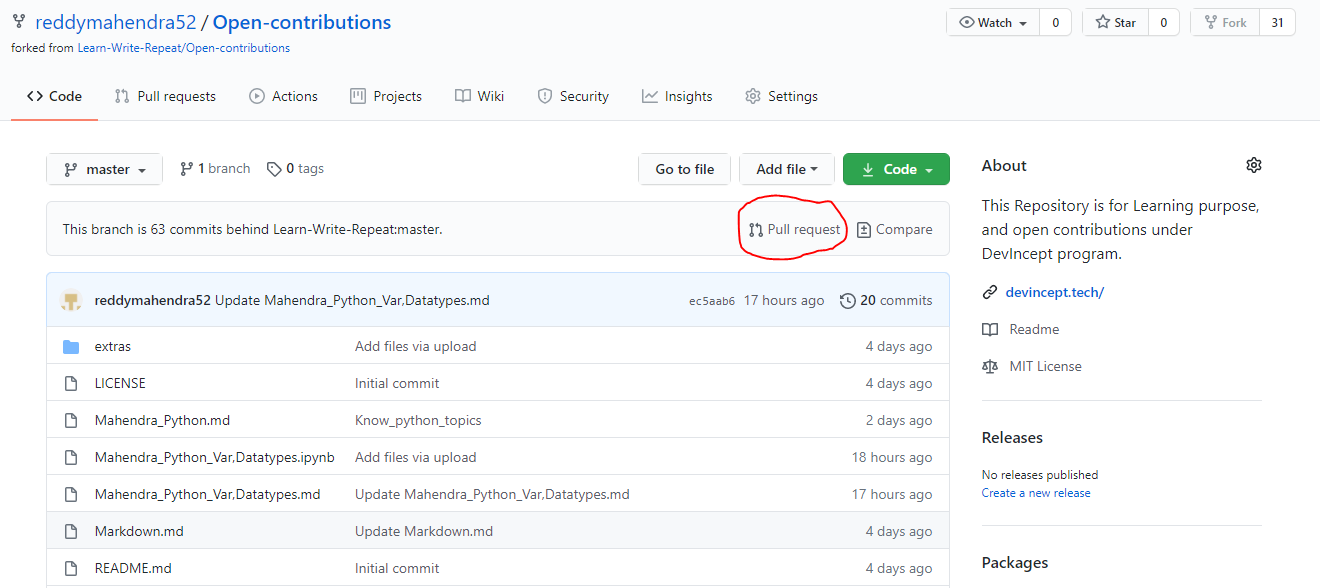 reddymahendra52 / Open-contributions
Watch 0 Star 0 Fork 31
forked from Learn-Write-Repeat/Open-contributions
Code Pull requests Actions Projects Wiki Security Insights Settings
master 1 branch 0 tags Go to file Add file Code
This branch is 63 commits behind Learn-Write-Repeat:master. Pull request Compare
reddymahendra52 Update Mahendra_Python_Var,Datatypes.md ec5aab6 17 hours ago 20 commits
extras Add files via upload 4 days ago
LICENSE Initial commit 4 days ago
Mahendra_Python.md Know_python_topics 2 days ago
Mahendra_Python_Var,Datatypes.ipynb Add files via upload 18 hours ago
Mahendra_Python_Var,Datatypes.md Update Mahendra_Python_Var,Datatypes.md 17 hours ago
Markdown.md Update Markdown.md 4 days ago
README.md Initial commit 4 days ago
About
This Repository is for Learning purpose,
and open contributions under
DevIncept program.
devincept.tech/
Readme
MIT License
Releases
No releases published
Create a new release
Packages